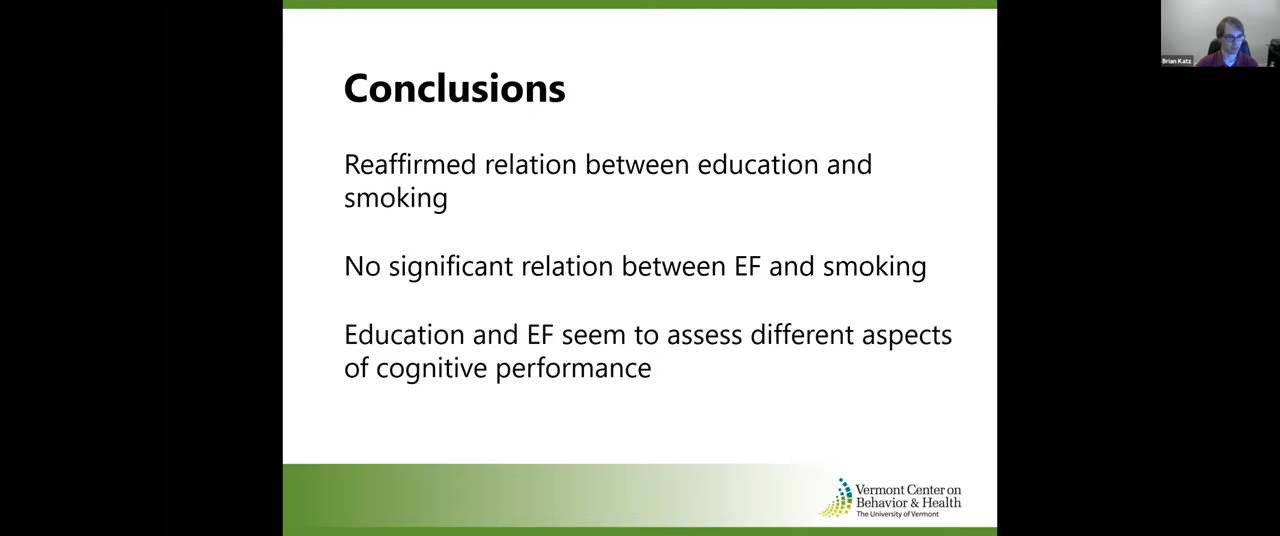 Conclusions
Reaffirmed relation between education and
smoking
No significant relation between EF and smoking
Education and EF seem to assess different aspects
of cognitive performance
Vermont Center on
Behavior & Health
The University of Vermont
Brian Katz